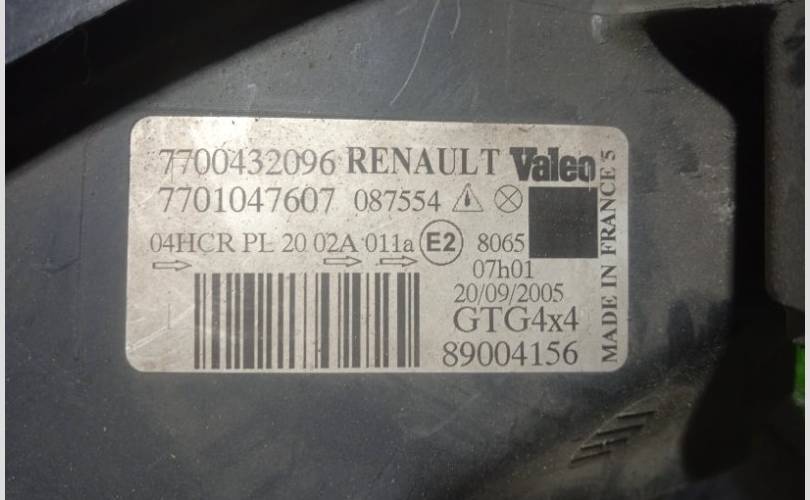 7700432096 RENAULT Valeo
7701047607 087554
04HCR PL 20 02A 011a E2 8065
07h01
20/09/2005
GTG4x4
89004156
MADE IN FRANCE 5